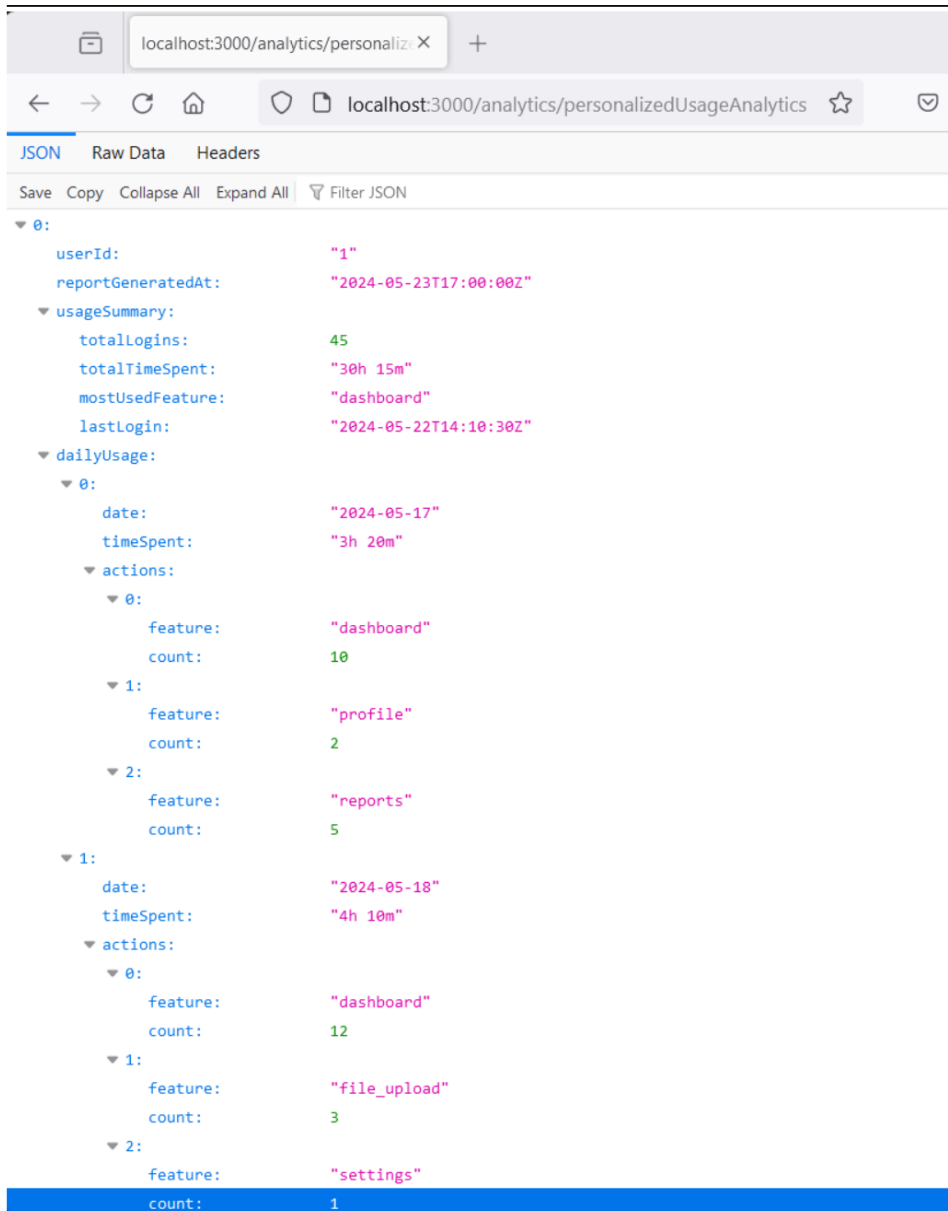 localhost:3000/analytics/personaliz
localhost:3000/analytics/personalizedUsageAnalytics
JSON Raw Data Headers
Save Copy Collapse All Expand All Filter JSON
0:
userId: "1"
reportGeneratedAt: "2024-05-23T17:00:00Z"
usageSummary:
totalLogins: 45
totalTimeSpent: "30h 15m"
mostUsedFeature: "dashboard"
lastLogin: "2024-05-22T14:10:30Z"
dailyUsage:
0:
date: "2024-05-17"
timeSpent: "3h 20m"
actions:
0:
feature: "dashboard"
count: 10
1:
feature: "profile"
count: 2
2:
feature: "reports"
count: 5
1:
date: "2024-05-18"
timeSpent: "4h 10m"
actions:
0:
feature: "dashboard"
count: 12
1:
feature: "file_upload"
count: 3
2:
feature: "settings"
count: 1